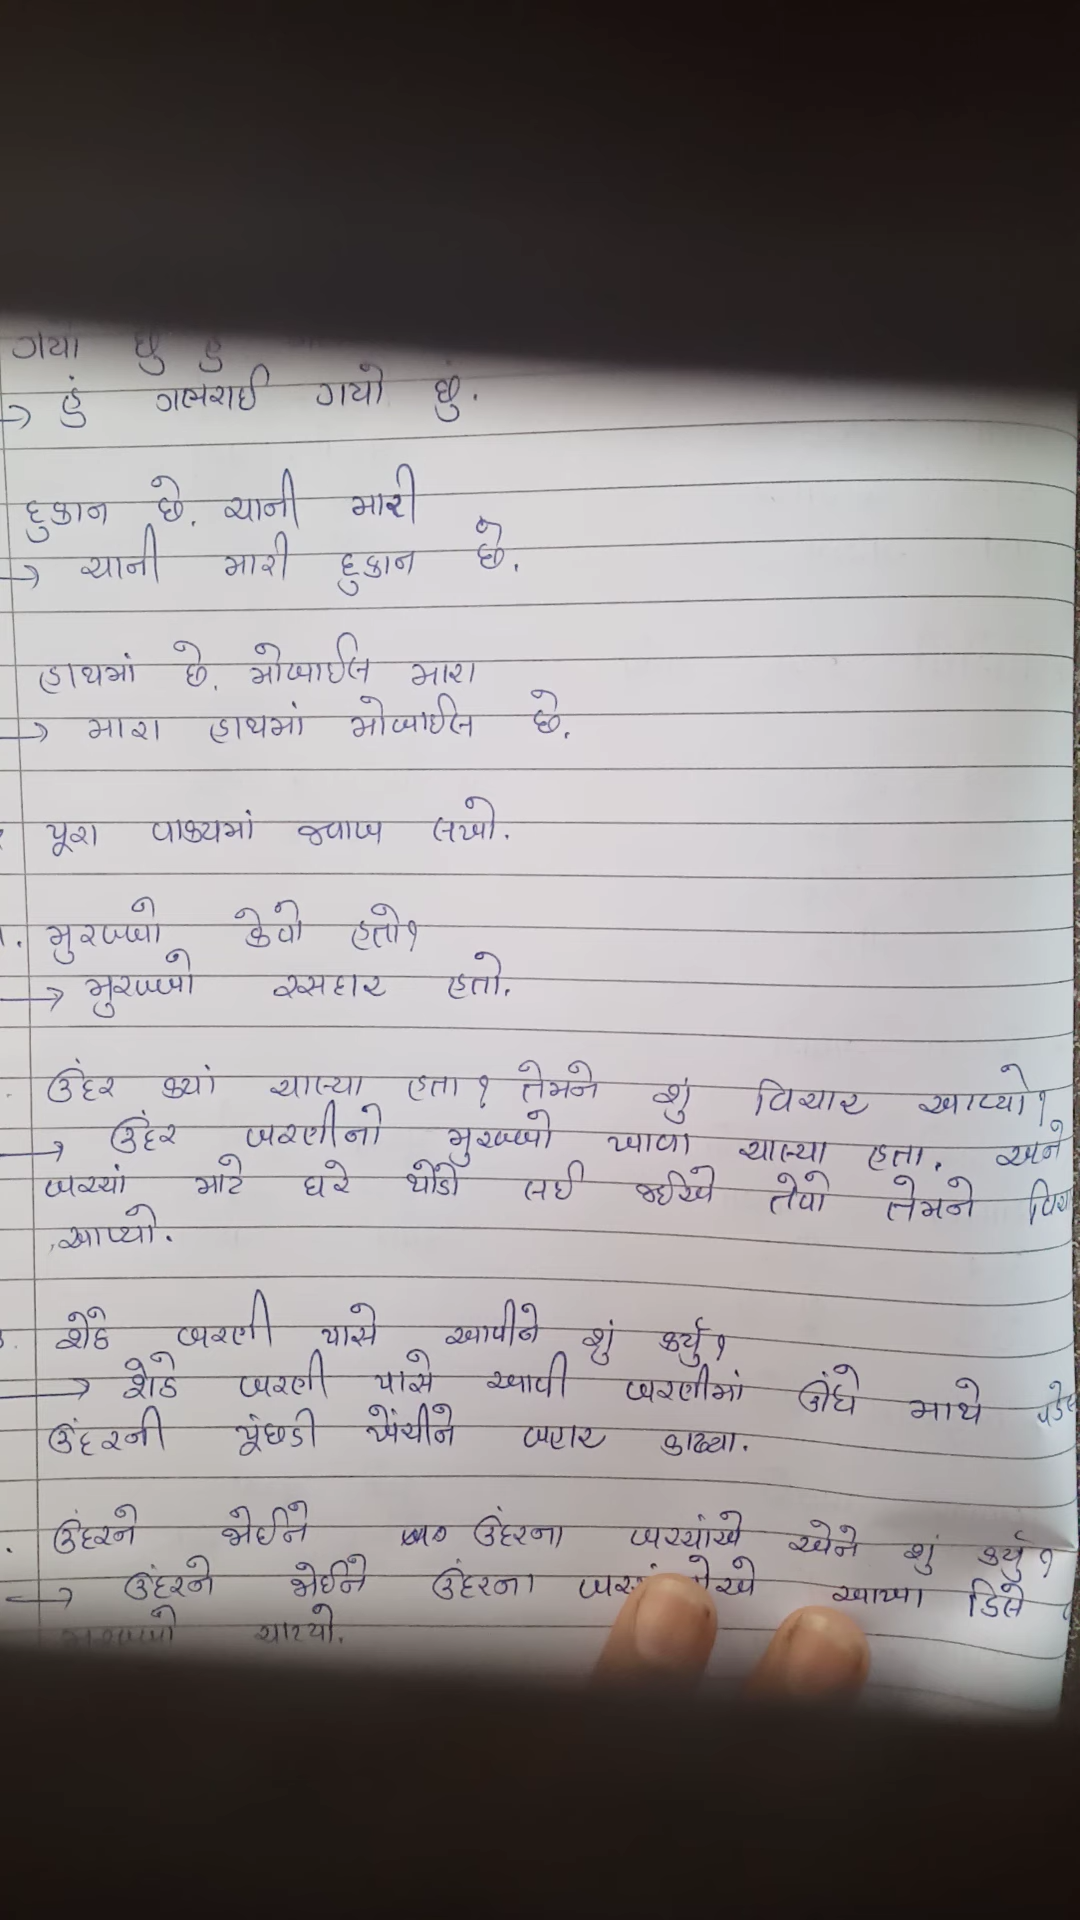 ગયો છું હું
→ હું ગભરાઈ ગયો છું.
દુકાન છે. ચાની મારી
→ ચાની મારી દુકાન છે.
હાથમાં છે. મોબાઈલ મારા
→ મારા હાથમાં મોબાઈલ છે.
પૂરા વાક્યમાં જવાબ લખો.
મુરબ્બો કેવો હતો?
→ મુરબ્બો રસદાર હતો.
ઉંદર ક્યાં ચાલ્યા હતા? તેમને શું વિચાર આવ્યો?
→ ઉંદર બરણીનો મુરબ્બો ખાવા ચાલ્યા હતા. અને
બચ્ચાં માટે ઘરે થોડો લઈ જઈએ તેવો તેમને
આવ્યો.
શેઠે બરણી પાસે આવીને શું કર્યું?
→ શેઠે બરણી પાસે આવી બરણીમાં ઊંધે માથે
ઉંદરની પૂંછડી ખેંચીને બહાર કાઢ્યા.
ઉંદરને જોઈને ઉંદરના બચ્ચાંએ એને શું કર્યું?
→ ઉંદરને જોઈને ઉંદરના આખા ડિલે
ચાટ્યો.